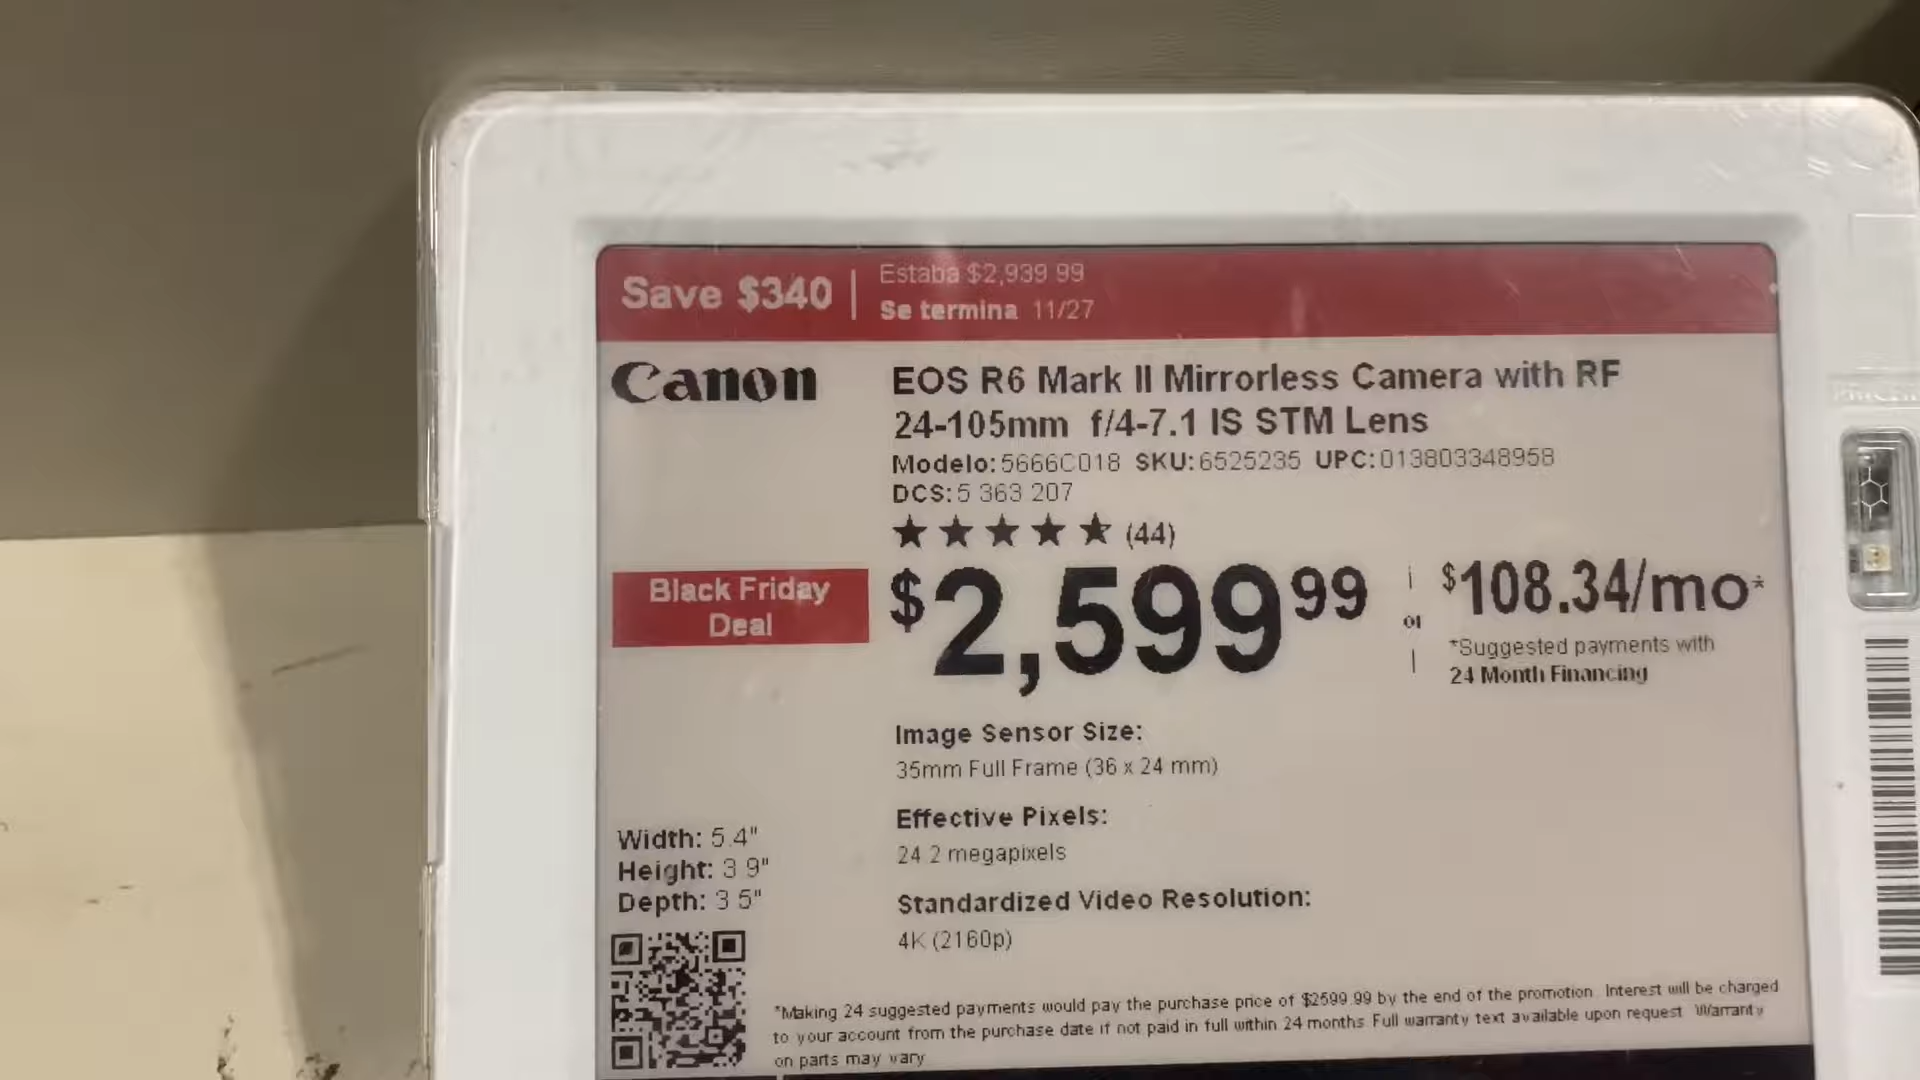 Save $340
Estaba $2,939.99
Se termina 11/27
Canon
EOS R6 Mark II Mirrorless Camera with RF
24-105mm f/4-7.1 IS STM Lens
Modelo:5666C018 SKU:6525235 UPC:013803348958
DCS:5 363 207
(44)
Black Friday
Deal
$2,599 99
or
$108.34/mo*
*Suggested payments with
24 Month Financing
Image Sensor Size:
35mm Full Frame (36 x 24 mm)
Effective Pixels:
24.2 megapixels
Standardized Video Resolution:
4K (2160p)
Width: 5.4"
Height: 3.9"
Depth: 3.5"
*Making 24 suggested payments would pay the purchase price of $2599.99 by the end of the promotion. Interest will be charged
to your account from the purchase date if not paid in full within 24 months. Full warranty text available upon request. Warranty
on parts may vary